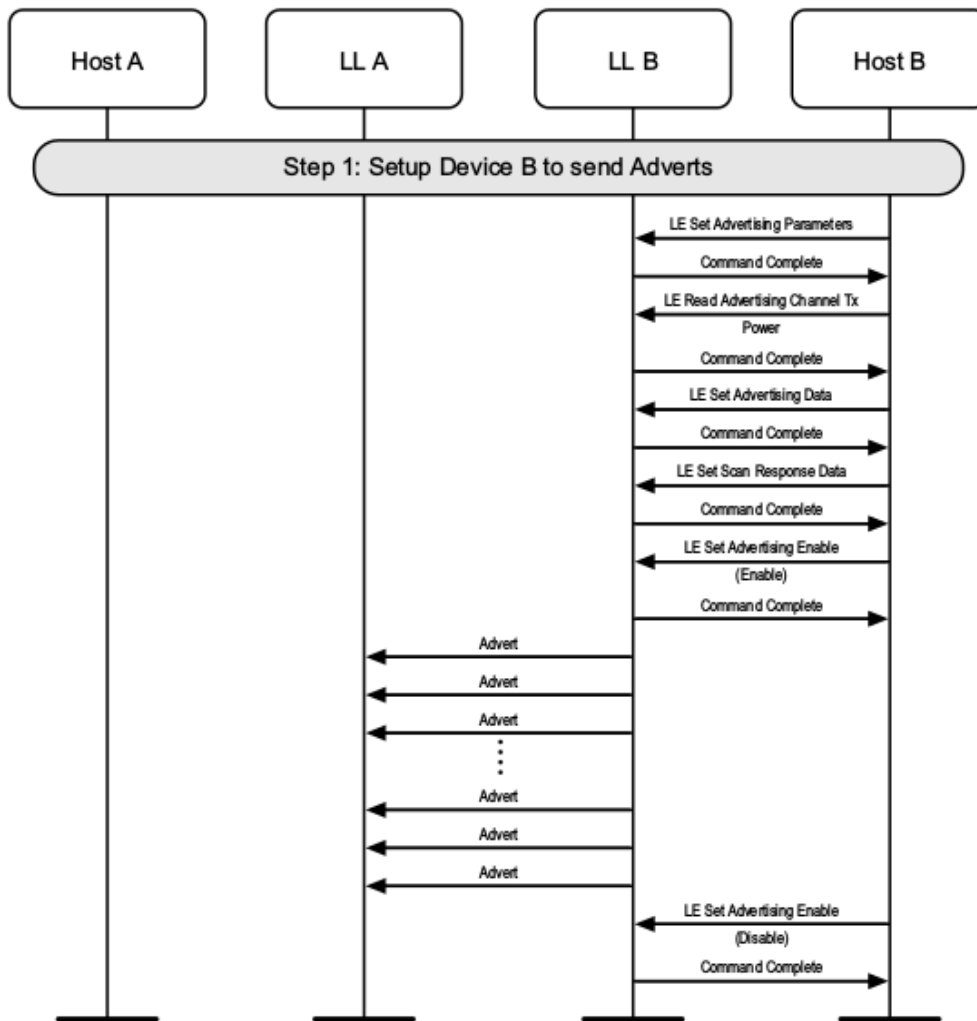 Host A
LL A
LL B
Host B
Step 1: Setup Device B to send Adverts
LE Set Advertising Parameters
Command Complete
LE Read Advertising Channel Tx
Power
Command Complete
LE Set Advertising Data
Command Complete
LE Set Scan Response Data
Command Complete
LE Set Advertising Enable
(Enable)
Command Complete
Advert
Advert
Advert
Advert
Advert
Advert
LE Set Advertising Enable
(Disable)
Command Complete